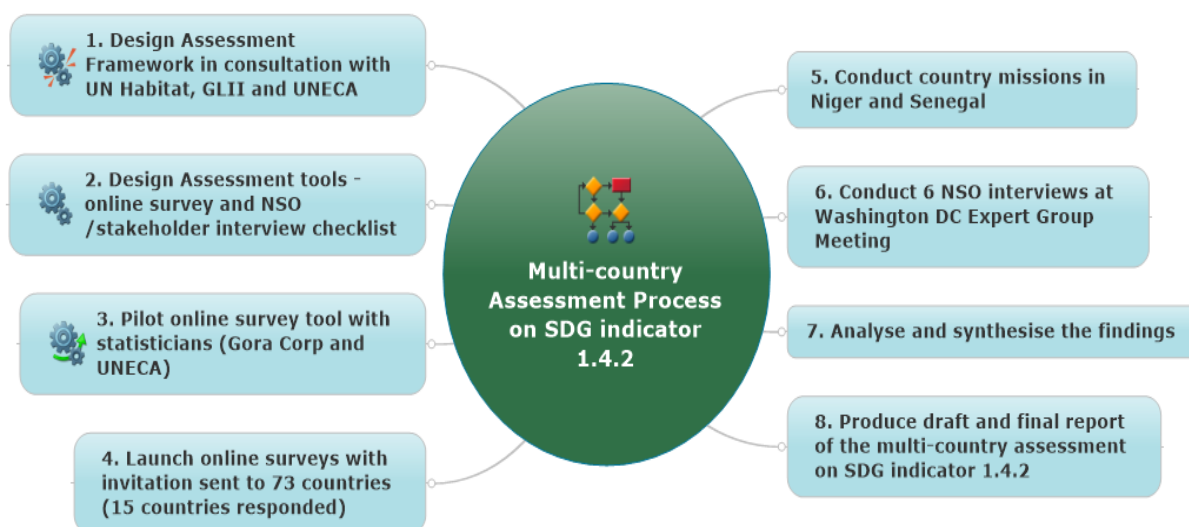 1. Design Assessment
Framework in consultation with
UN Habitat, GLII and UNECA
2. Design Assessment tools -
online survey and NSO
/stakeholder interview checklist
3. Pilot online survey tool with
statisticians (Gora Corp and
UNECA)
4. Launch online surveys with
invitation sent to 73 countries
(15 countries responded)
Multi-country
Assessment Process
on SDG indicator
1.4.2
5. Conduct country missions in
Niger and Senegal
6. Conduct 6 NSO interviews at
Washington DC Expert Group
Meeting
7. Analyse and synthesise the findings
8. Produce draft and final report
of the multi-country assessment
on SDG indicator 1.4.2